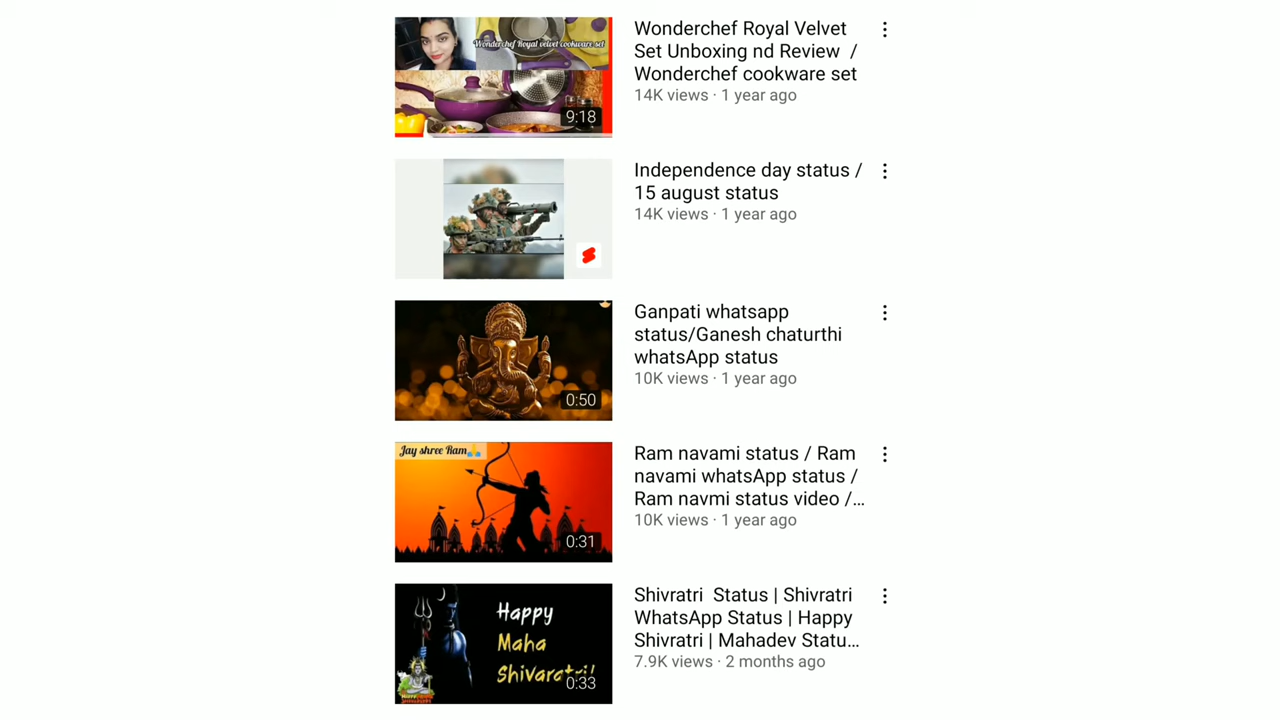 Wonderchef Royal velvet cookware set
9:18
Wonderchef Royal Velvet
Set Unboxing nd Review /
Wonderchef cookware set
14K views · 1 year ago
Independence day status /
15 august status
14K views · 1 year ago
0:50
Ganpati whatsapp
status/Ganesh chaturthi
whatsApp status
10K views · 1 year ago
Jay shree Ram🙏
0:31
Ram navami status / Ram
navami whatsApp status /
Ram navmi status video /...
10K views · 1 year ago
Happy
Maha
Shivaratri!
0:33
Shivratri Status | Shivratri
WhatsApp Status | Happy
Shivratri | Mahadev Statu...
7.9K views · 2 months ago